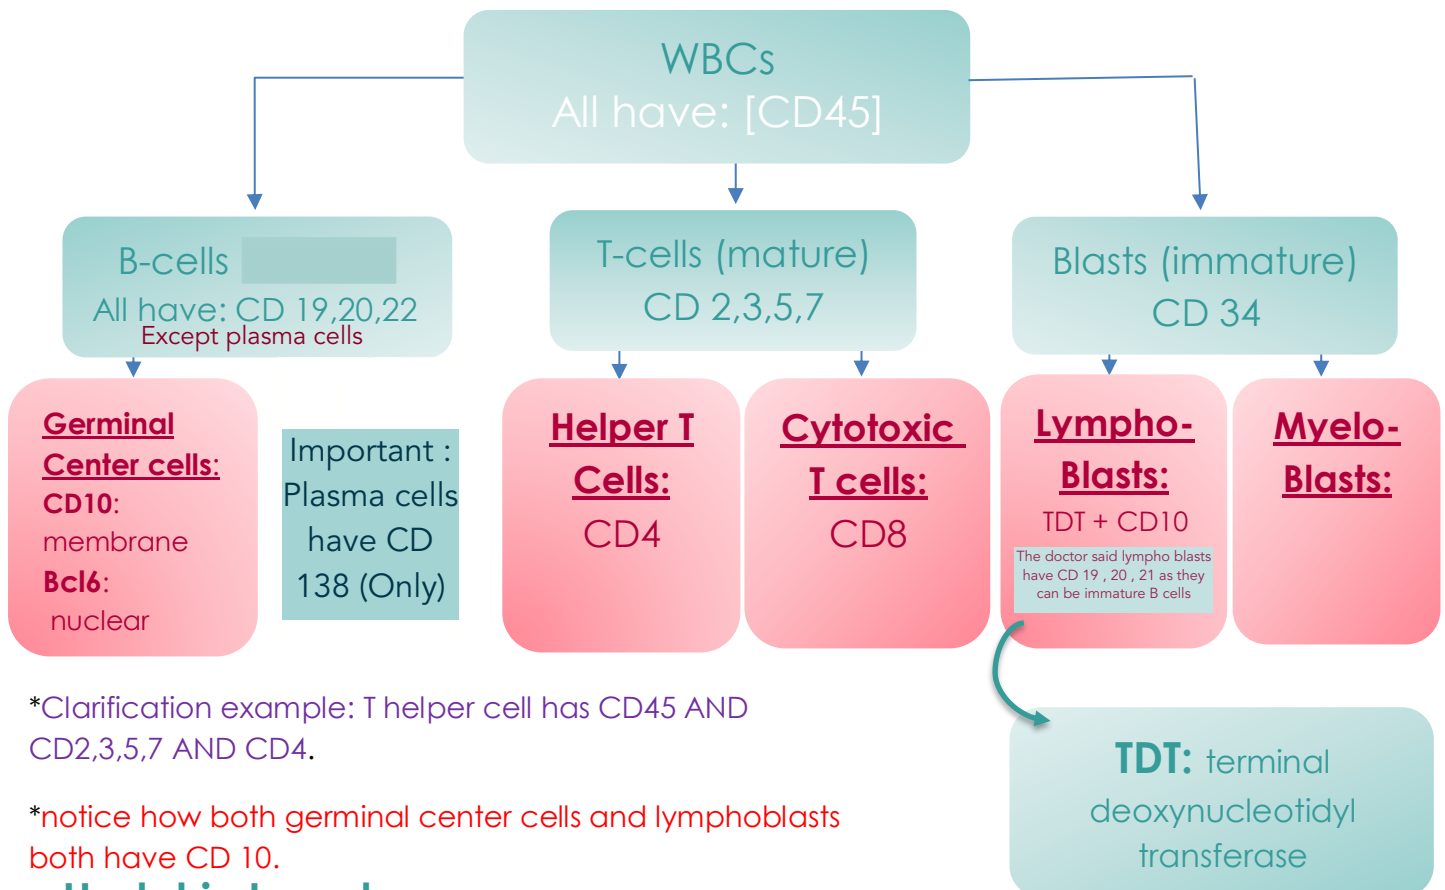 WBCs
All have: [CD45]
B-cells
All have: CD 19,20,22
Except plasma cells
T-cells (mature)
CD 2,3,5,7
Blasts (immature)
CD 34
Germinal
Center cells:
CD10:
membrane
Bcl6:
nuclear
Important :
Plasma cells
have CD
138 (Only)
Helper T
Cells:
CD4
Cytotoxic
T cells:
CD8
Lympho-
Blasts:
TDT + CD10
The doctor said lympho blasts
have CD 19 , 20 , 21 as they
can be immature B cells
Myelo-
Blasts:
*Clarification example: T helper cell has CD45 AND
CD2,3,5,7 AND CD4.
*notice how both germinal center cells and lymphoblasts
both have CD 10.
TDT: terminal
deoxynucleotidyl
transferase